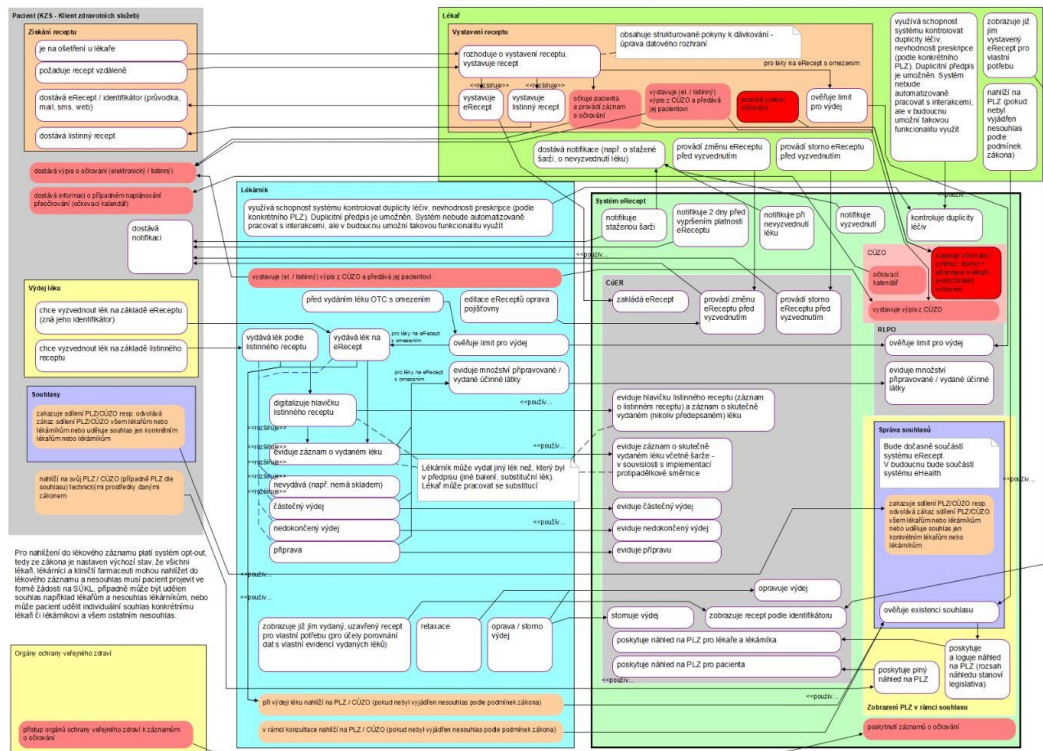 Pacient (KZS - Klient zdravotních služeb)
Získání receptu
je na ošetření u lékaře
požaduje recept vzdáleně
dostává eRecept / identifikátor (průvodka,
mail, sms, web)
dostává listinný recept
dostává výpis o očkování (elektronický / listinný)
dostává informaci o případném naplánování
přeočkování (očkovací kalendář)
dostává
notifikaci
Výdej léku
chce vyzvednout lék na základě eReceptu
(zná jeho identifikátor)
chce vyzvednout lék na základě listinného
receptu
Souhlasy
zakazuje sdílení PLZ/CÚZO resp. odvolává
zákaz sdílení PLZ/CÚZO všem lékařům nebo
lékárníkům nebo uděluje souhlas jen konkrétním
lékařům nebo lékárníkům
nahlíží na svůj PLZ / CÚZO (případně PLZ dle
souhlasu) technickými prostředky danými
zákonem
Pro nahlížení do lékového záznamu platí systém opt-out,
tedy ze zákona je nastaven výchozí stav, že všichni
lékaři, lékárníci a kliničtí farmaceuti mohou nahlížet do
lékového záznamu a nesouhlas musí pacient projevit ve
formě žádosti na SÚKL, případně může být udělen
souhlas například lékařům a nesouhlas lékárníkům, nebo
může pacient udělit individuální souhlas konkrétnímu
lékaři či lékárníkovi a všem ostatním nesouhlas.
Orgány ochrany veřejného zdraví
přístup orgánů ochrany veřejného zdraví k záznamům
o očkování
Lékař
Vystavení receptu
rozhoduje o vystavení receptu,
vystavuje recept
obsahuje strukturované pokyny k dávkování -
úprava datového rozhraní
pro léky na eRecept s omezením
<<rozšiřuje>>
<<rozšiřuje>>
vystavuje
eRecept
vystavuje
listinný recept
očkuje pacienta
a provádí záznam
o očkování
vystavuje (el. / listinný)
výpis z CÚZO a předává
jej pacientovi
ověřuje limit pro
výdej
využívá schopnost
systému kontrolovat
duplicity léčiv,
nevhodnosti preskripce
(podle konkrétního
PLZ). Duplicitní předpis
je umožněn. Systém
nebude
automatizovaně
pracovat s interakcemi,
ale v budoucnu
umožní takovou
funkcionalitu využít
zobrazuje již
jím
vystavený
eRecept pro
vlastní
potřebu
nahlíží na
PLZ (pokud
nebyl
vyjádřen
nesouhlas
podle
podmínek
zákona)
dostává notifikace (např. o stažené
šarži, o nevyzvednutí léku)
provádí změnu eReceptu
před vyzvednutím
provádí storno eReceptu
před vyzvednutím
Lékárník
využívá schopnost systému kontrolovat duplicity léčiv, nevhodnosti preskripce (podle
konkrétního PLZ). Duplicitní předpis je umožněn. Systém nebude automatizovaně
pracovat s interakcemi, ale v budoucnu umožní takovou funkcionalitu využít
vystavuje (el. / listinný) výpis z CÚZO a předává jej pacientovi
před vydáním léku OTC s omezením
editace eReceptů oprava
pojišťovny
vydává lék podle
listinného receptu
vydává lék na
eRecept
pro léky na eRecept
s omezením
ověřuje limit pro výdej
pro léky na eRecept
s omezením
eviduje množství připravované /
vydané účinné látky
digitalizuje hlavičku
listinného receptu
<<rozšiřuje>>
<<rozšiřuje>>
eviduje záznam o vydaném léku
<<rozšiřuje>>
<<rozšiřuje>>
nevydává (např. nemá skladem)
částečný výdej
nedokončený výdej
příprava
Lékárník může vydat jiný lék než, který byl
v předpisu (jiné balení, substituční lék).
Lékař může pracovat se substitucí
zobrazuje již jím vydaný, uzavřený recept
pro vlastní potřebu (pro účely porovnání
dat s vlastní evidencí vydaných léků)
retaxace
oprava / storno
výdej
při výdeji léku nahlíží na PLZ / CÚZO (pokud nebyl vyjádřen nesouhlas podle podmínek zákona)
v rámci konzultace nahlíží na PLZ / CÚZO (pokud nebyl vyjádřen nesouhlas podle podmínek zákona)
Systém eRecept
notifikuje
staženou šarži
notifikuje 2 dny před
vypršením platnosti
eReceptu
notifikuje při
nevyzvednutí
léku
notifikuje
vyzvednutí
kontroluje duplicity
léčiv
<<použív...
CúER
zakládá eRecept
provádí změnu
eReceptu před
vyzvednutím
provádí storno
eReceptu před
vyzvednutím
CÚZO
očkovací
kalendář
vystavuje výpis z CÚZO
RLPO
ověřuje limit pro výdej
eviduje množství
připravované / vydané účinné
látky
<<použív...
eviduje hlavičku listinného receptu (záznam
o listinném receptu) a záznam o skutečně
vydaném (nikoliv předepsaném) léku
<<použív...
eviduje záznam o skutečně
vydaném léku včetně šarže -
v souvislosti s implementací
protipadělkové směrnice
<<použív...
eviduje částečný výdej
eviduje nedokončený výdej
eviduje přípravu
<<použív...
opravuje výdej
stornuje výdej
zobrazuje recept podle identifikátoru
poskytuje náhled na PLZ pro lékaře a lékárníka
poskytuje náhled na PLZ pro pacienta
<<použív...
Správa souhlasů
Bude dočasně součástí
systému eRecept.
V budoucnu bude součástí
systému eHealth
<<použív...
zakazuje sdílení PLZ/CÚZO resp.
odvolává zákaz sdílení PLZ/CÚZO
všem lékařům nebo lékárníkům
nebo uděluje souhlas jen
konkrétním lékařům nebo
lékárníkům
ověřuje existenci souhlasu
poskytuje plný
náhled na PLZ
poskytuje
a loguje náhled
na PLZ (rozsah
náhledu stanoví
legislativa)
Zobrazení PLZ v rámci souhlasu
poskytnutí záznamů o očkování